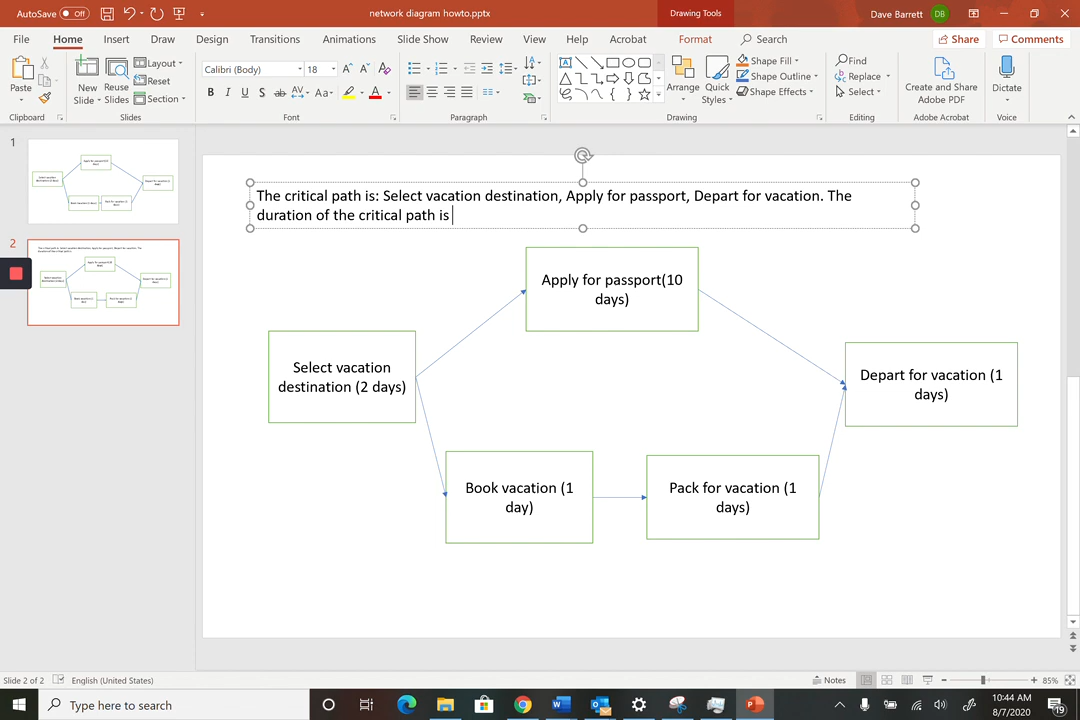 AutoSave Off
network diagram howto.pptx
Drawing Tools
Dave Barrett DB
File Home Insert Draw Design Transitions Animations Slide Show Review View Help Acrobat Format Search Share Comments
Paste
Clipboard
New Slide
Reuse Slides
Layout
Reset
Section
Slides
Calibri (Body) 18
B I U S ab AV Aa A
Font
Paragraph
Arrange
Quick Styles
Shape Fill
Shape Outline
Shape Effects
Drawing
Find
Replace
Select
Editing
Create and Share
Adobe PDF
Adobe Acrobat
Dictate
Voice
1
2
The critical path is: Select vacation destination, Apply for passport, Depart for vacation. The
duration of the critical path is
Apply for passport(10
days)
Select vacation
destination (2 days)
Depart for vacation (1
days)
Book vacation (1
day)
Pack for vacation (1
days)
Slide 2 of 2 English (United States) Notes 85%
Type here to search
10:44 AM
8/7/2020
19